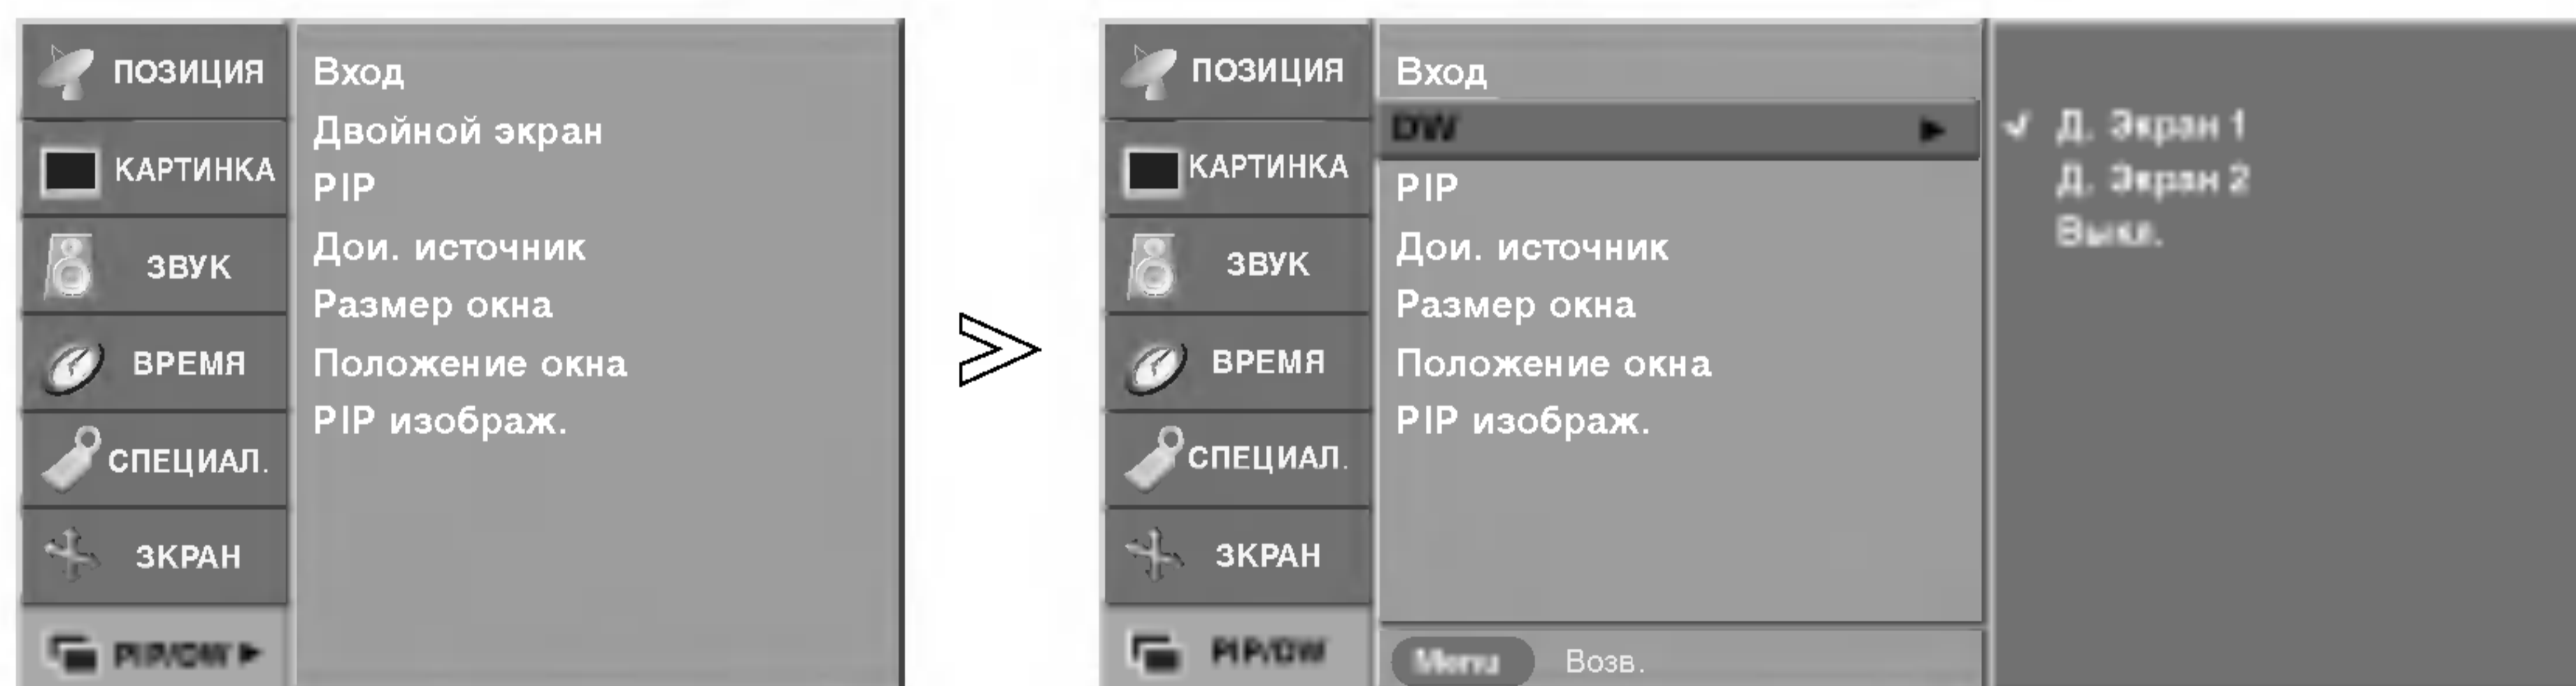 ПОЗИЦИЯ
КАРТИНКА
ЗВУК
ВРЕМЯ
СПЕЦИАЛ.
ЗКРАН
PIP/DW
Вход
Двойной экран
PIP
Дои. источник
Размер окна
Положение окна
PIP изображ.
ПОЗИЦИЯ
КАРТИНКА
ЗВУК
ВРЕМЯ
СПЕЦИАЛ.
ЗКРАН
PIP/DW
Вход
DW
PIP
Дои. источник
Размер окна
Положение окна
PIP изображ.
Menu Возв.
Д. Экран 1
Д. Экран 2
Выкл.